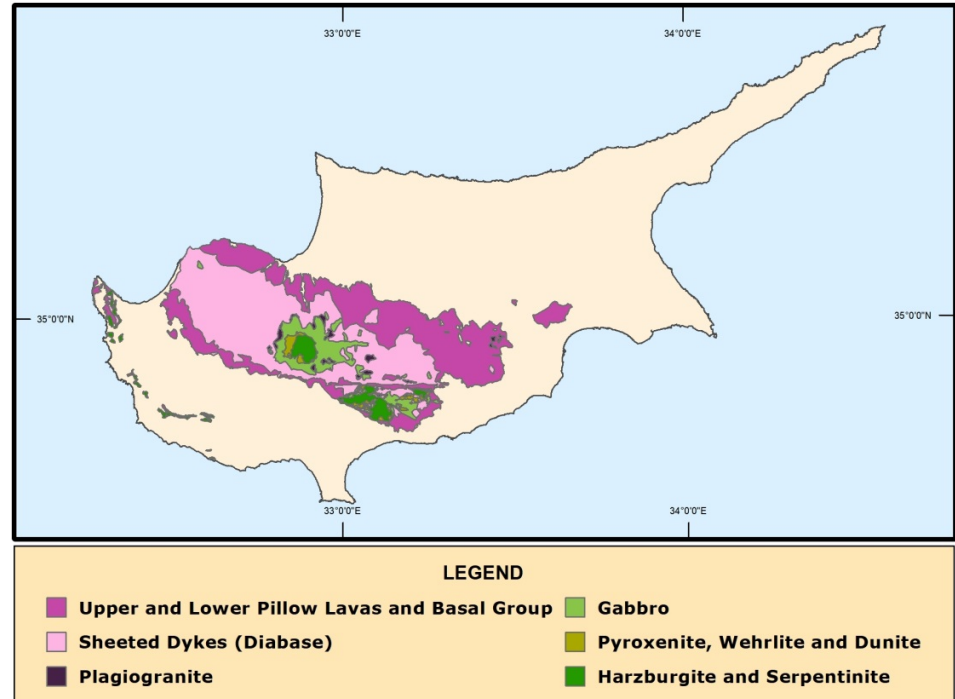 33°0'0"E
34°0'0"E
35°0'0"N
35°0'0"N
33°0'0"E
34°0'0"E
LEGEND
Upper and Lower Pillow Lavas and Basal Group
Gabbro
Sheeted Dykes (Diabase)
Pyroxenite, Wehrlite and Dunite
Plagiogranite
Harzburgite and Serpentinite